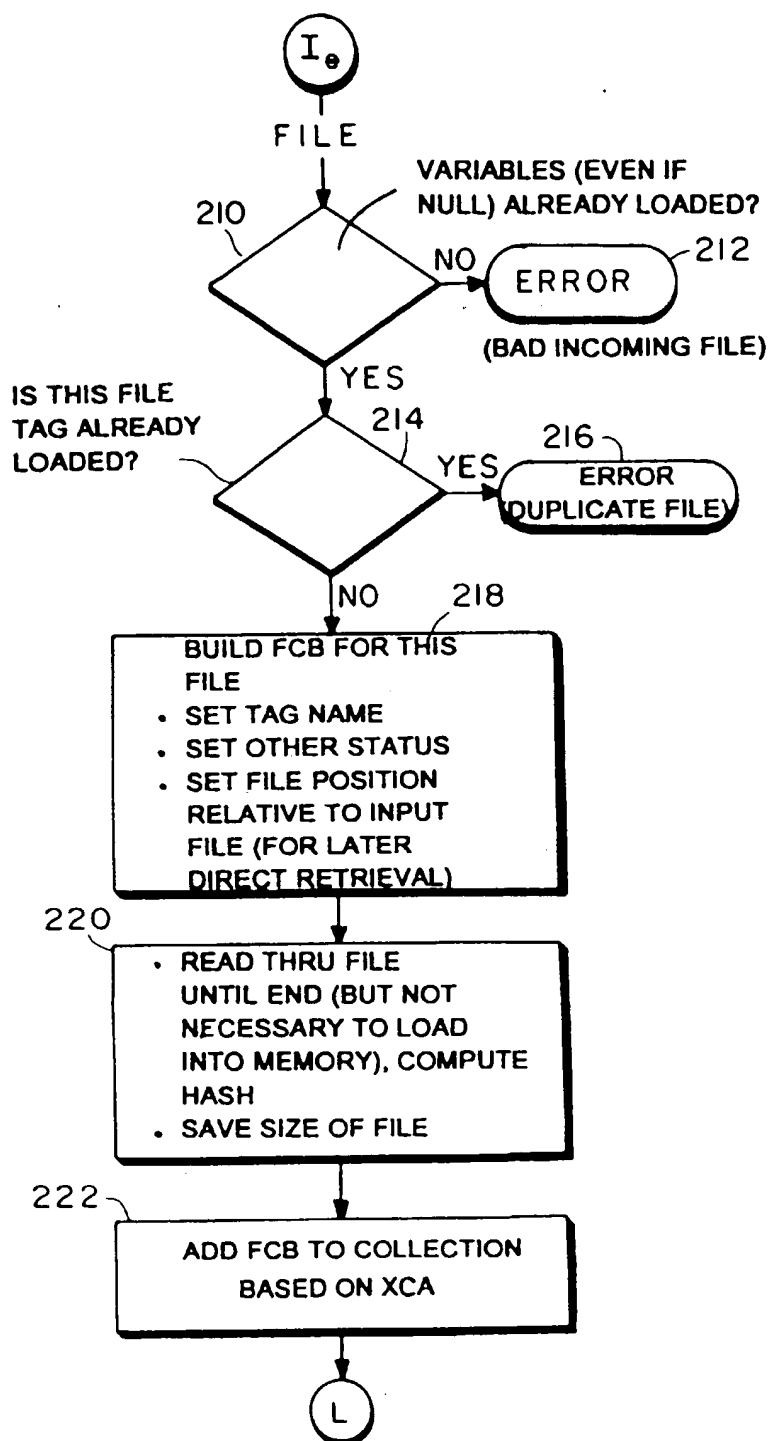 Ie
FILE
VARIABLES (EVEN IF
NULL) ALREADY LOADED?
210
NO
ERROR
212
(BAD INCOMING FILE)
YES
IS THIS FILE
TAG ALREADY
LOADED?
214
YES
216
ERROR
(DUPLICATE FILE)
NO
218
BUILD FCB FOR THIS
FILE
• SET TAG NAME
• SET OTHER STATUS
• SET FILE POSITION
RELATIVE TO INPUT
FILE (FOR LATER
DIRECT RETRIEVAL)
220
• READ THRU FILE
UNTIL END (BUT NOT
NECESSARY TO LOAD
INTO MEMORY), COMPUTE
HASH
• SAVE SIZE OF FILE
222
ADD FCB TO COLLECTION
BASED ON XCA
L